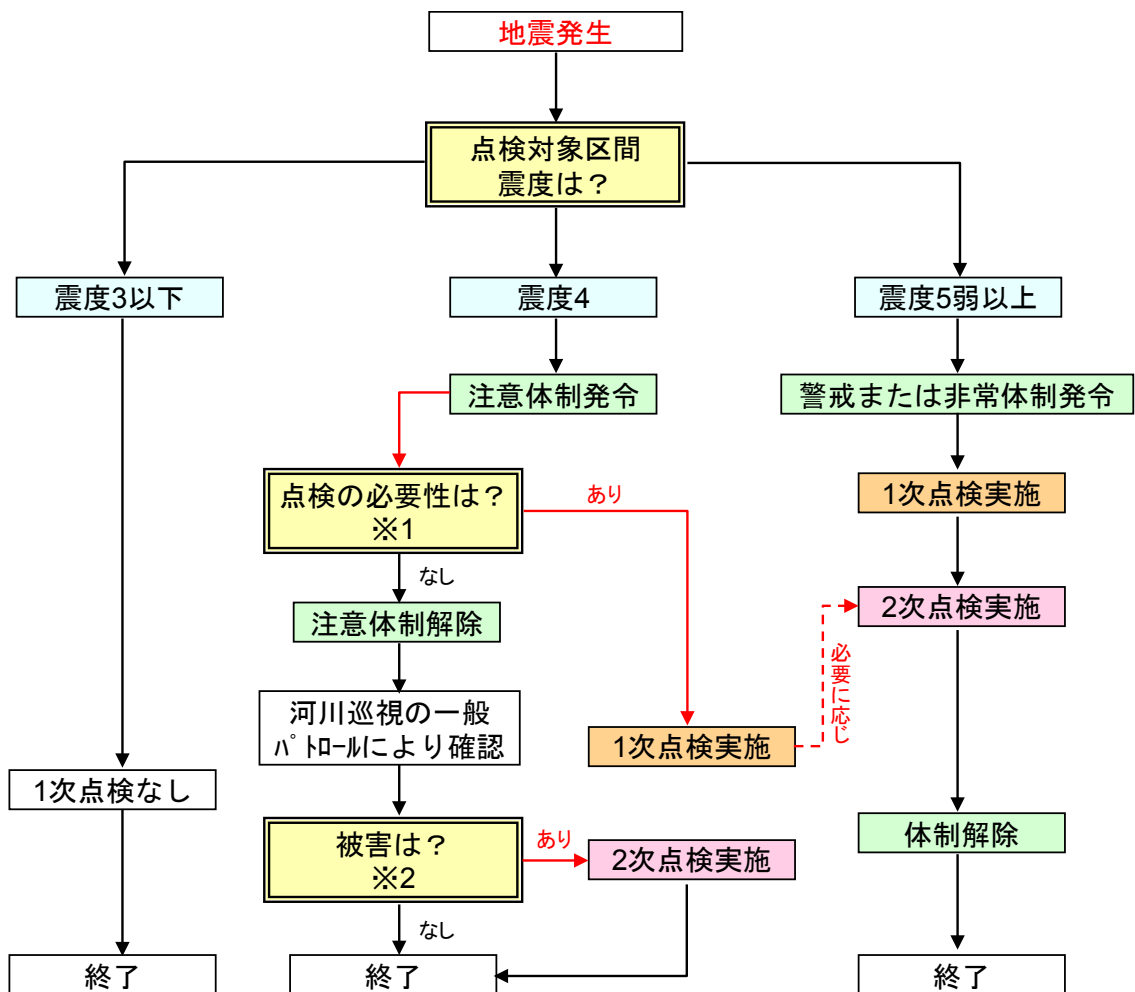 地震発生
点検対象区間
震度は？
震度3以下
震度4
震度5弱以上
注意体制発令
警戒または非常体制発令
点検の必要性は？
※1
あり
1次点検実施
なし
2次点検実施
注意体制解除
必要に応じ
河川巡視の一般
ﾊﾟﾄﾛｰﾙにより確認
1次点検実施
1次点検なし
被害は？
※2
あり
2次点検実施
体制解除
なし
終了
終了
終了